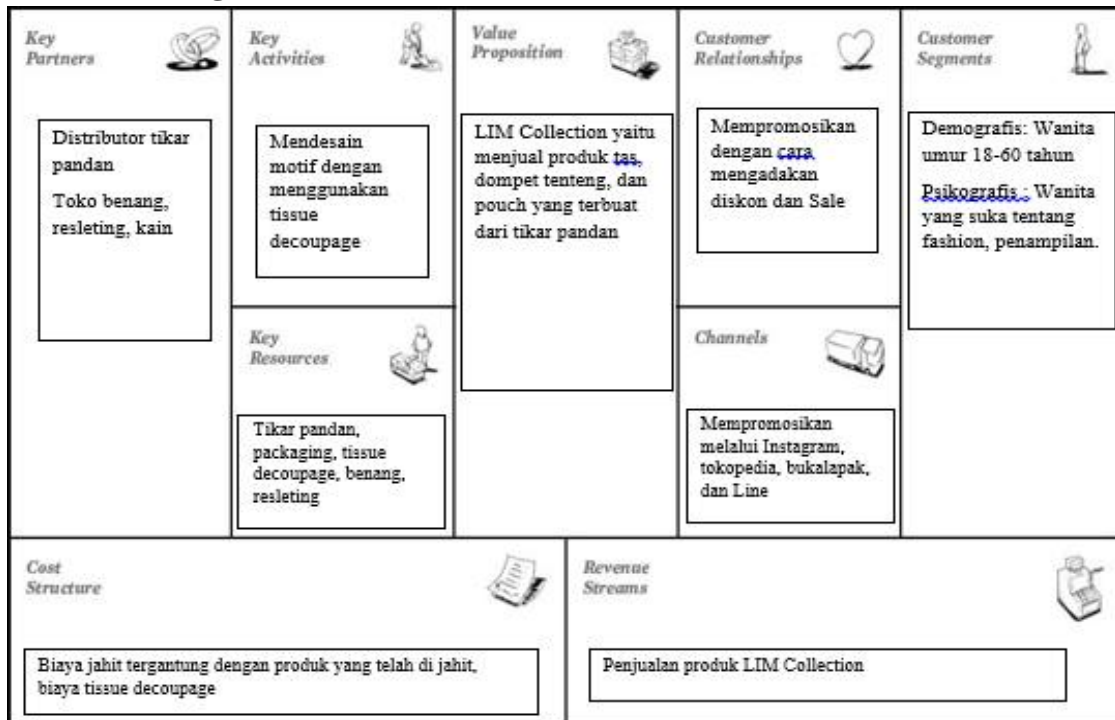 Key
Partners
Distributor tikar
pandan
Toko benang,
resleting, kain
Key
Activities
Mendesain
motif dengan
menggunakan
tissue
decoupage
Key
Resources
Tikar pandan,
packaging, tissue
decoupage, benang,
resleting
Value
Proposition
LIM Collection yaitu
menjual produk tas,
dompet tenteng, dan
pouch yang terbuat
dari tikar pandan
Customer
Relationships
Mempromosikan
dengan cara
mengadakan
diskon dan Sale
Channels
Mempromosikan
melalui Instagram,
tokopedia, bukalapak,
dan Line
Customer
Segments
Demografis: Wanita
umur 18-60 tahun
Psikografis : Wanita
yang suka tentang
fashion, penampilan.
Cost
Structure
Biaya jahit tergantung dengan produk yang telah di jahit,
biaya tissue decoupage
Revenue
Streams
Penjualan produk LIM Collection